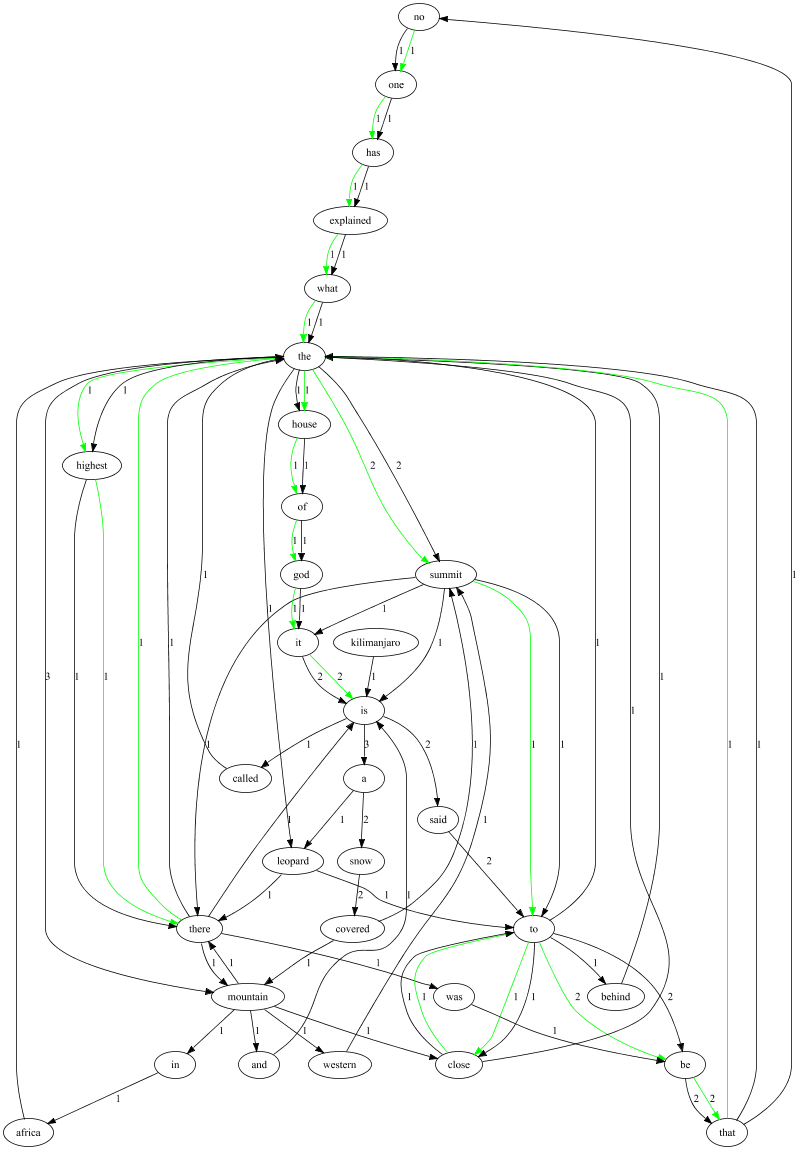 no
1 1
one
1 1
has
1 1
explained
1 1
what
1 1
the
1 1 1 1
house
2 2
highest
1 1
of
1 1
god
summit
1 1 1 1
it
kilimanjaro
1 3 1 1 1 1 1 1 1
2 2 1 1
is
1 1 1 1
called
1 3 2 1 1
a
said
1 2
leopard
snow
2
1 2 1
there
covered
to
1 1 1 1 1
mountain
was
behind
1 1 1 2 2
1 1 1 1 1
in
and
western
close
be
1 2 2
africa
that